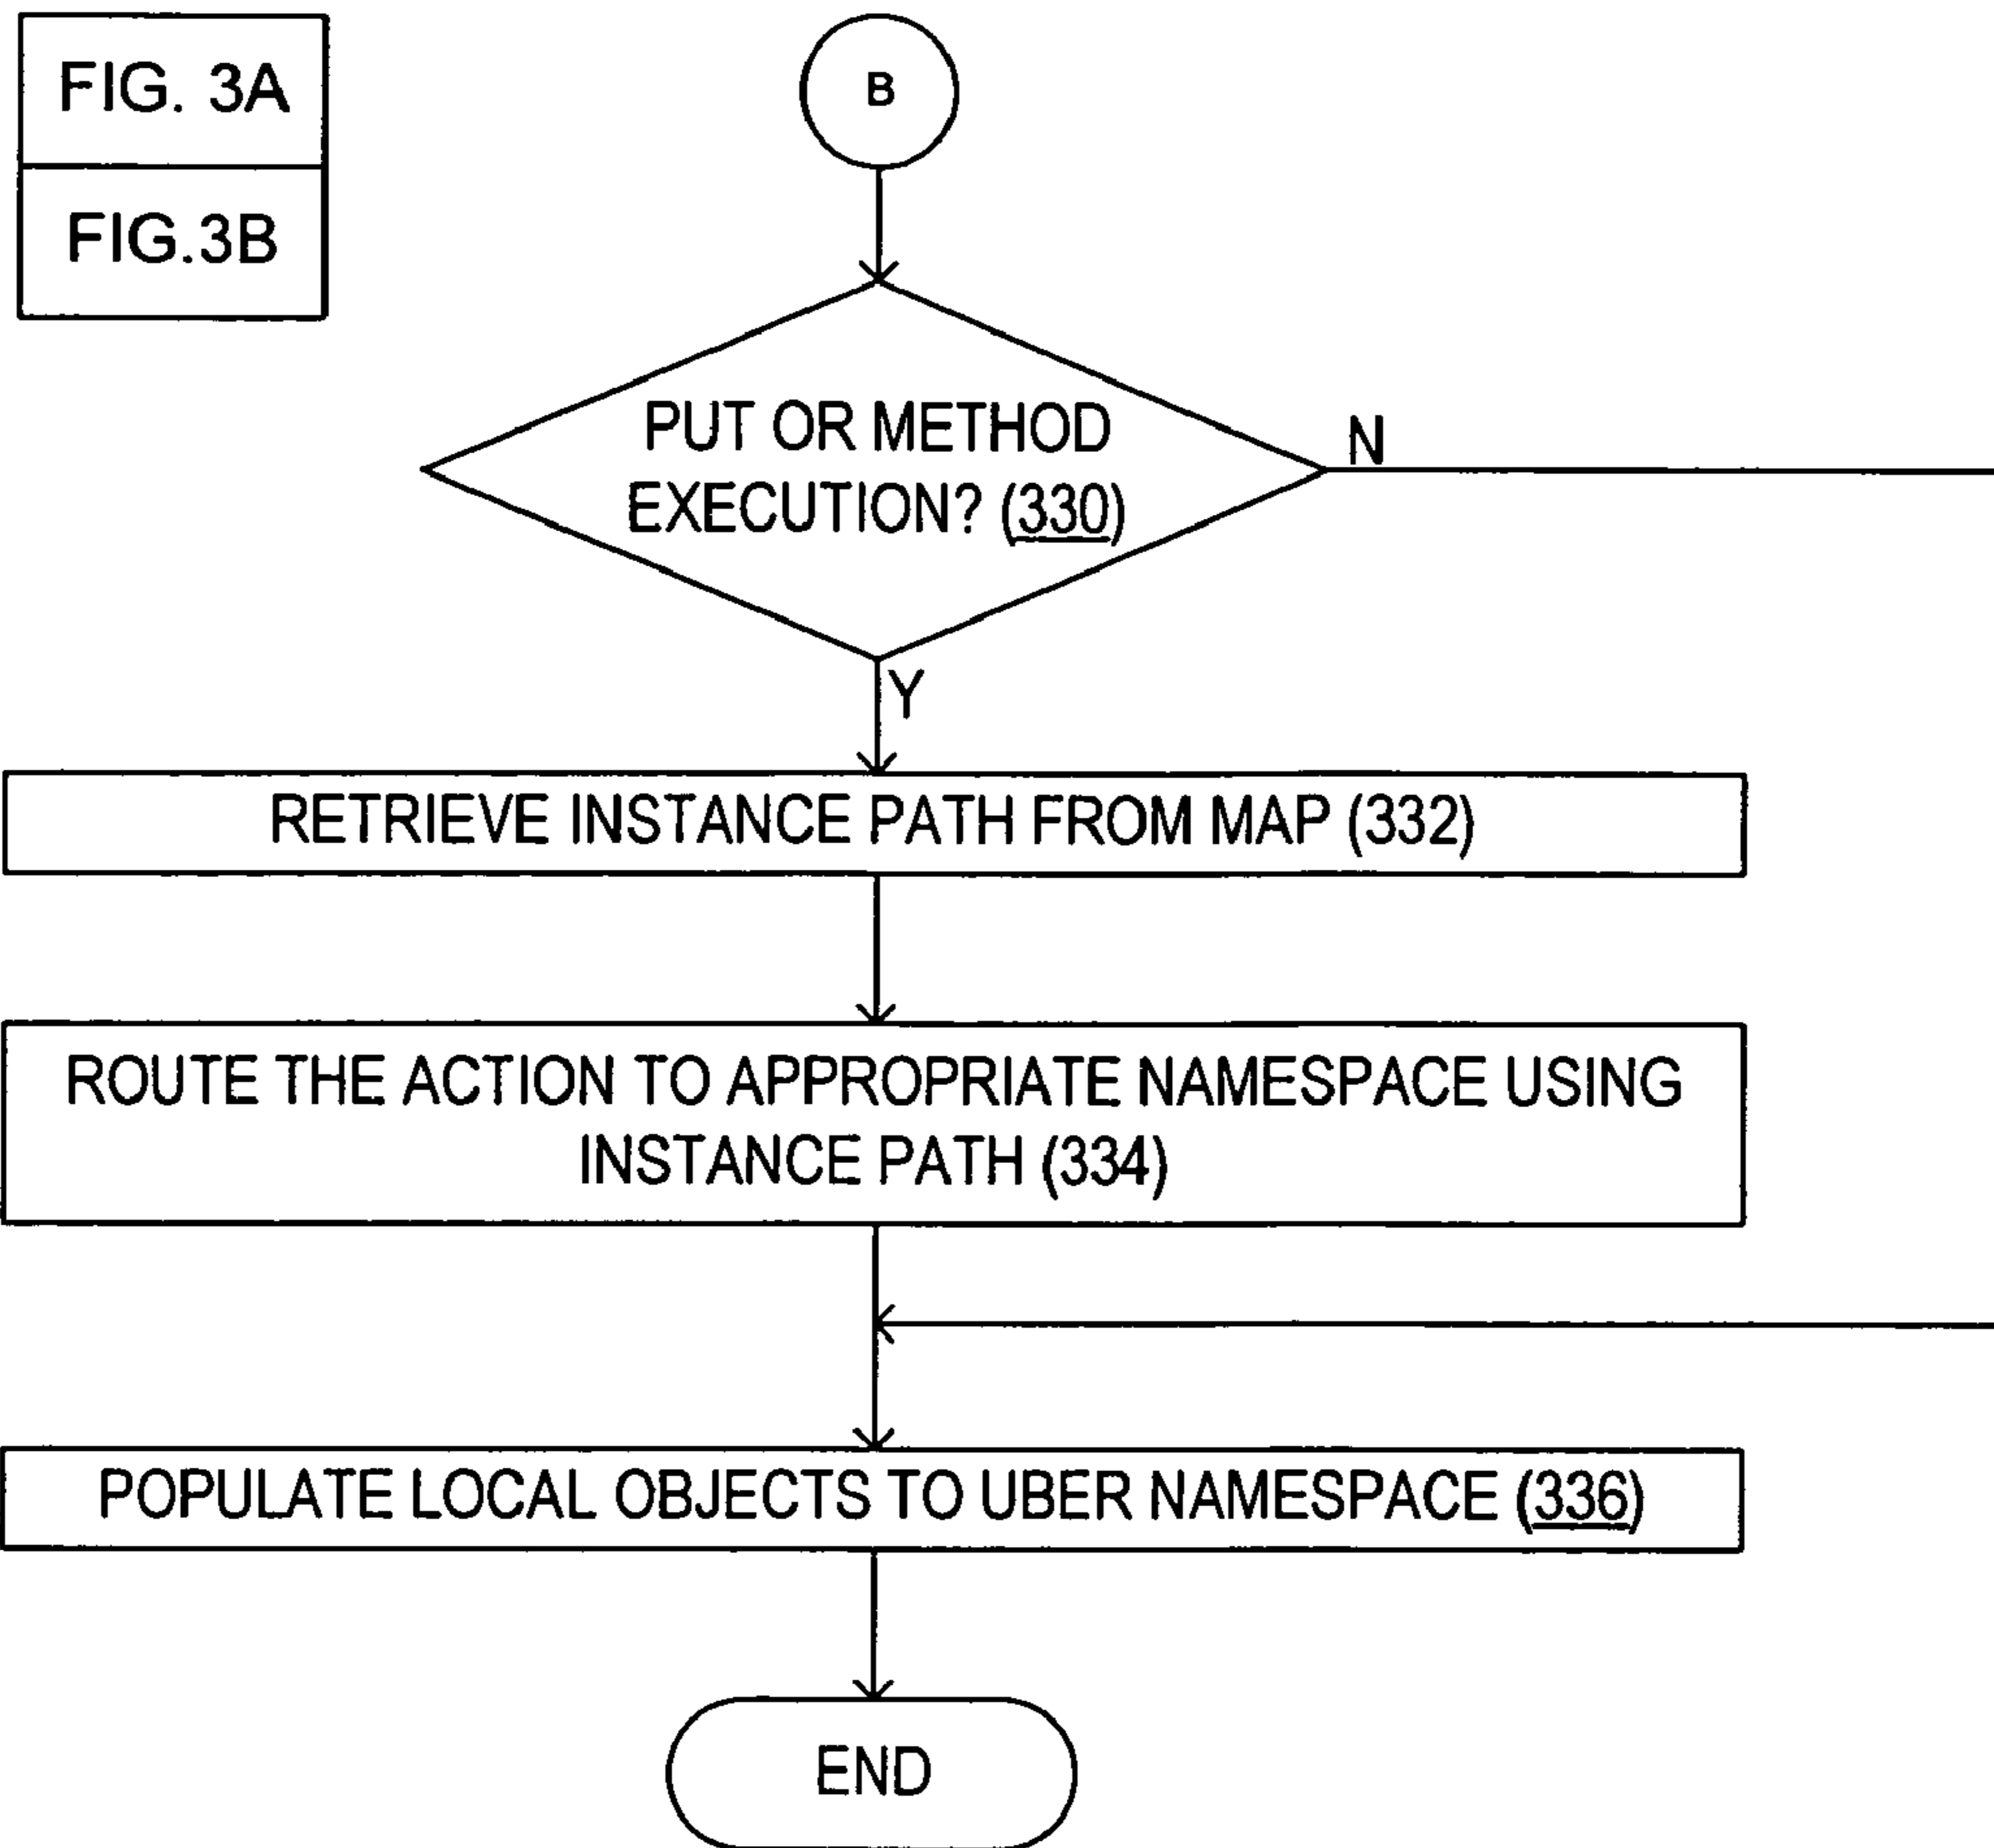 FIG. 3A
FIG.3B
B
PUT OR METHOD
EXECUTION? (330)
N
Y
RETRIEVE INSTANCE PATH FROM MAP (332)
ROUTE THE ACTION TO APPROPRIATE NAMESPACE USING
INSTANCE PATH (334)
POPULATE LOCAL OBJECTS TO UBER NAMESPACE (336)
END